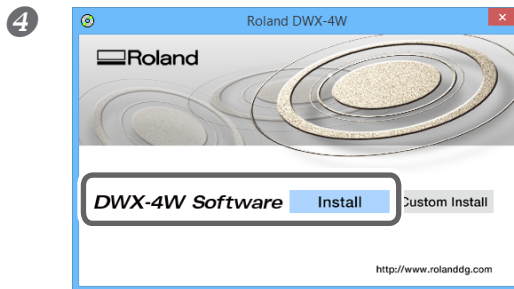 4
Roland DWX-4W
Roland
DWX-4W Software Install Custom Install
http://www.rolanddg.com